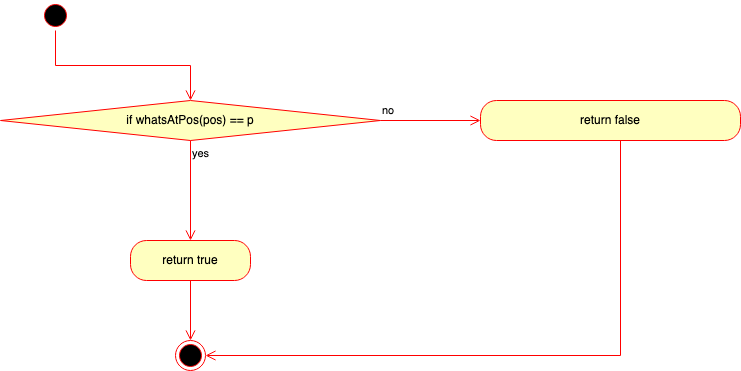 if whatsAtPos(pos) == p
no
return false
yes
return true